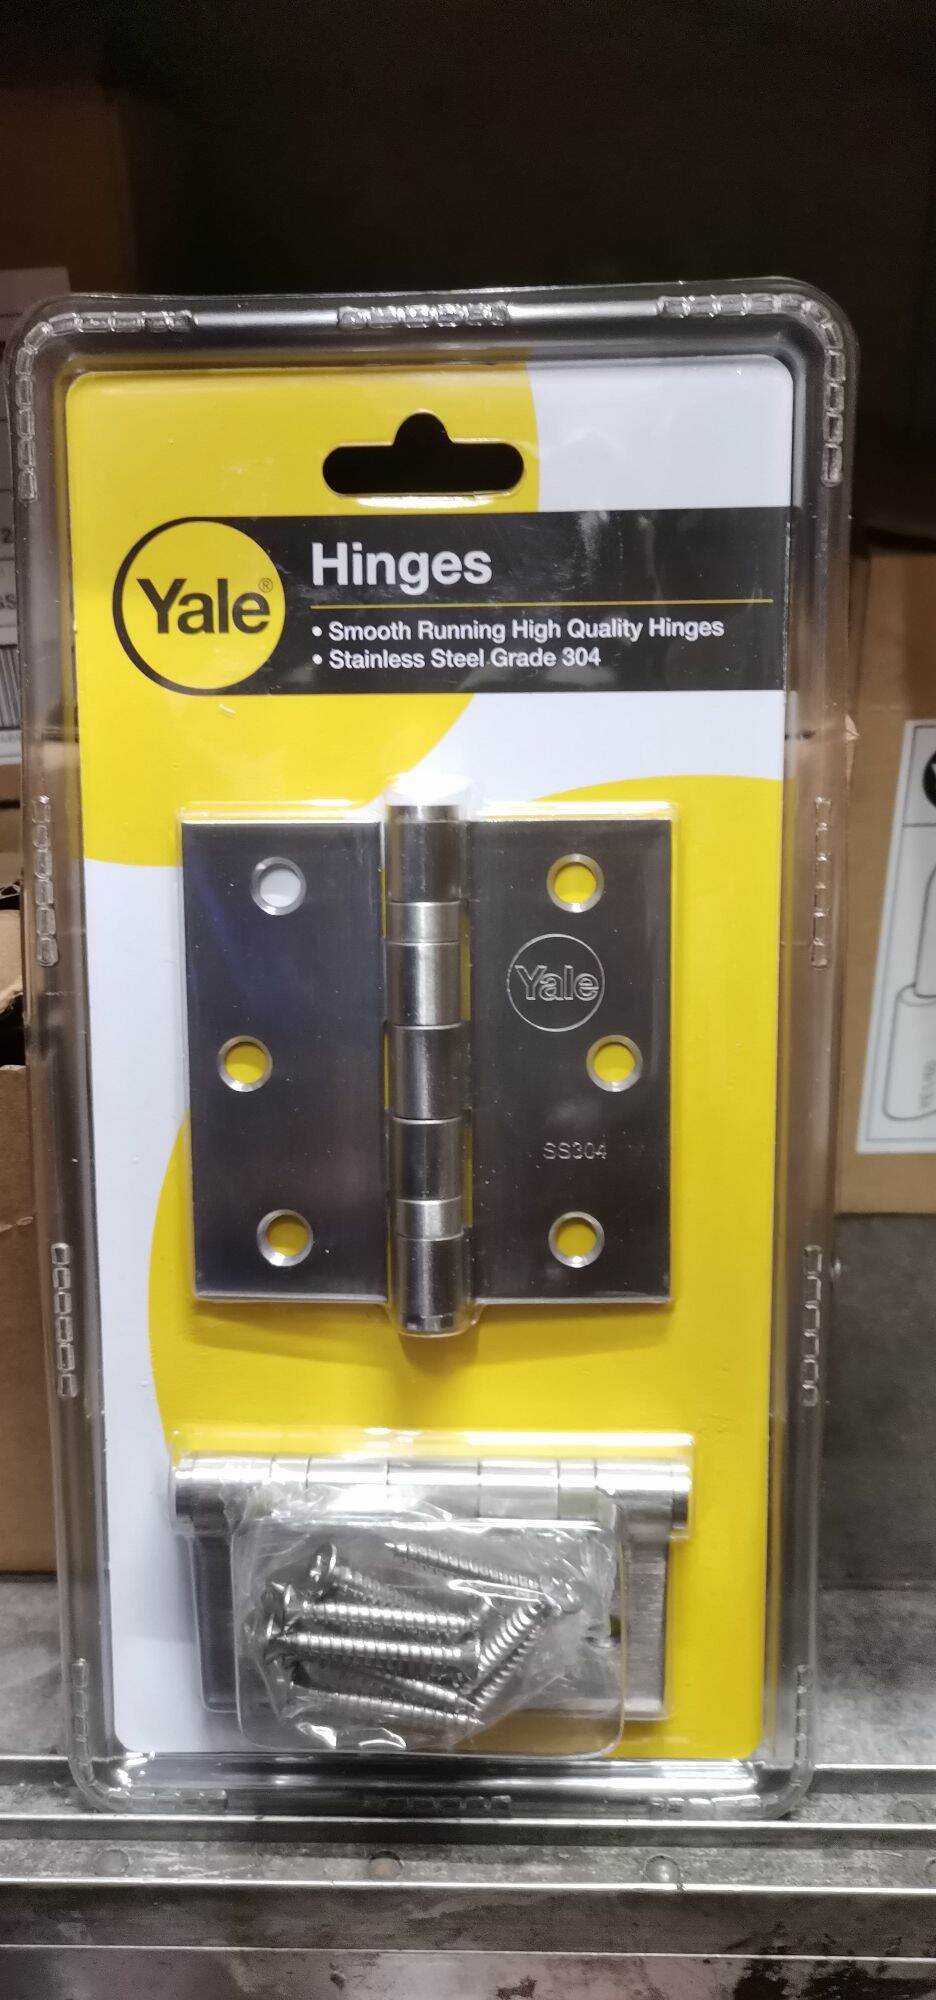 Yale®
Hinges
• Smooth Running High Quality Hinges
• Stainless Steel Grade 304
Yale
SS304